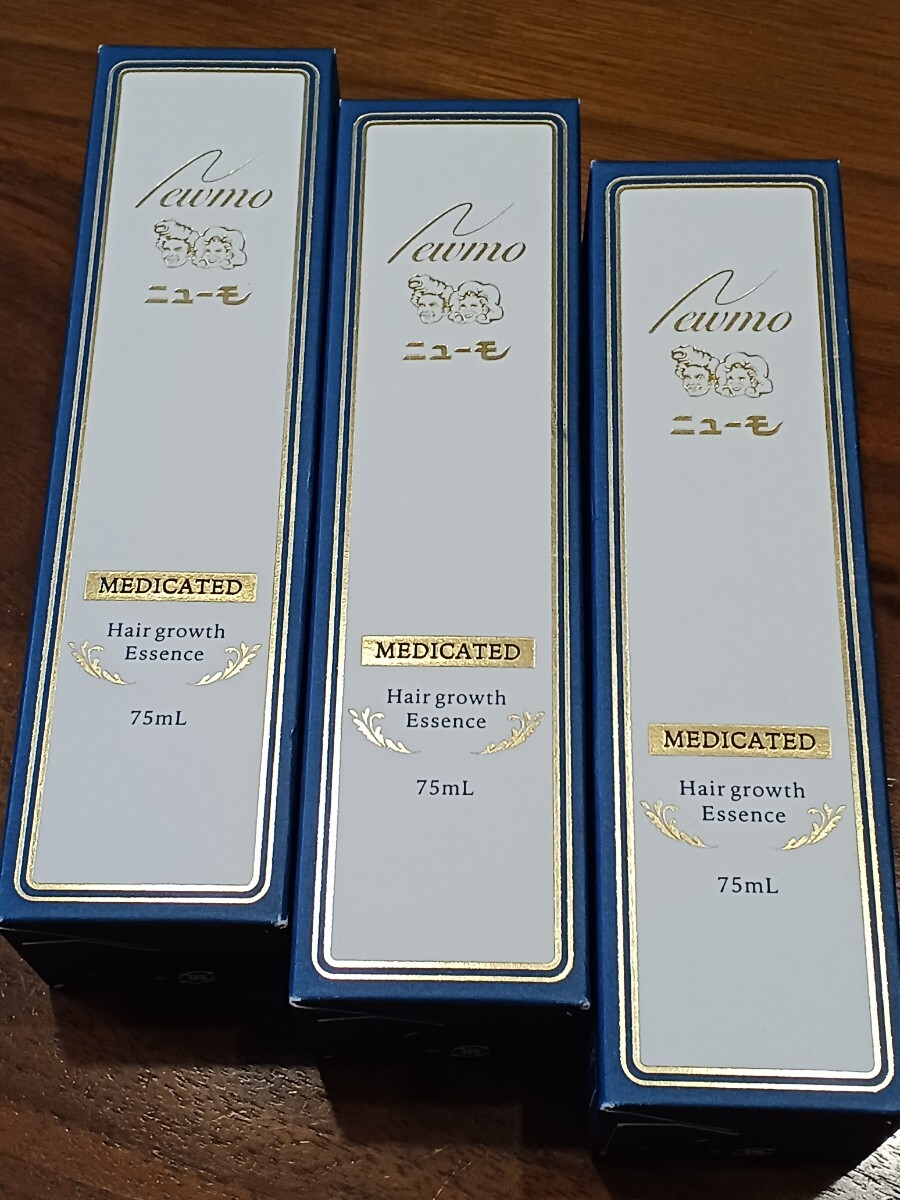 Newmo
ニューモ
MEDICATED
Hair growth
Essence
75mL
Newmo
ニューモ
MEDICATED
Hair growth
Essence
75mL
Newmo
ニューモ
MEDICATED
Hair growth
Essence
75mL